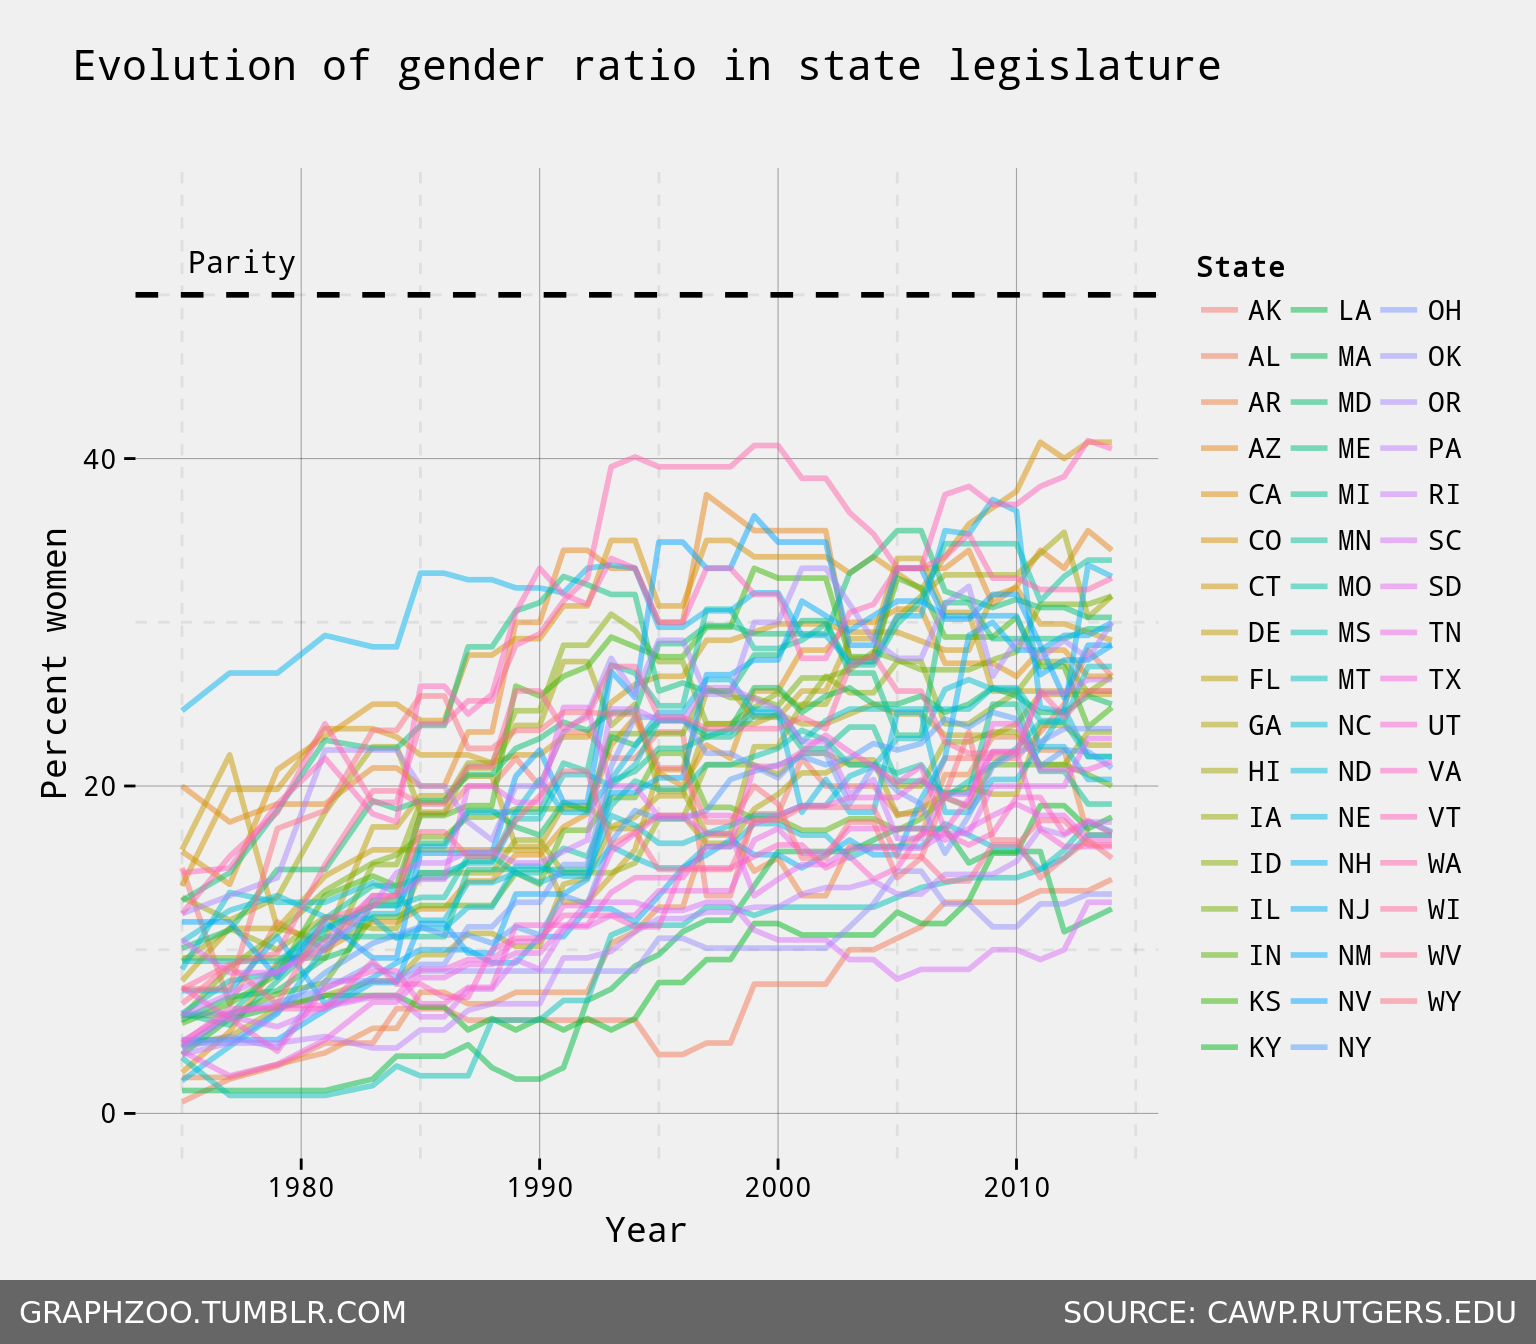 Evolution of gender ratio in state legislature
Parity
State
AK LA OH
AL MA OK
AR MD OR
AZ ME PA
CA MI RI
CO MN SC
CT MO SD
DE MS TN
FL MT TX
GA NC UT
HI ND VA
IA NE VT
ID NH WA
IL NJ WI
IN NM WV
KS NV WY
KY NY
40
20
0
Percent women
1980 1990 2000 2010
Year
GRAPHZOO.TUMBLR.COM SOURCE: CAWP.RUTGERS.EDU